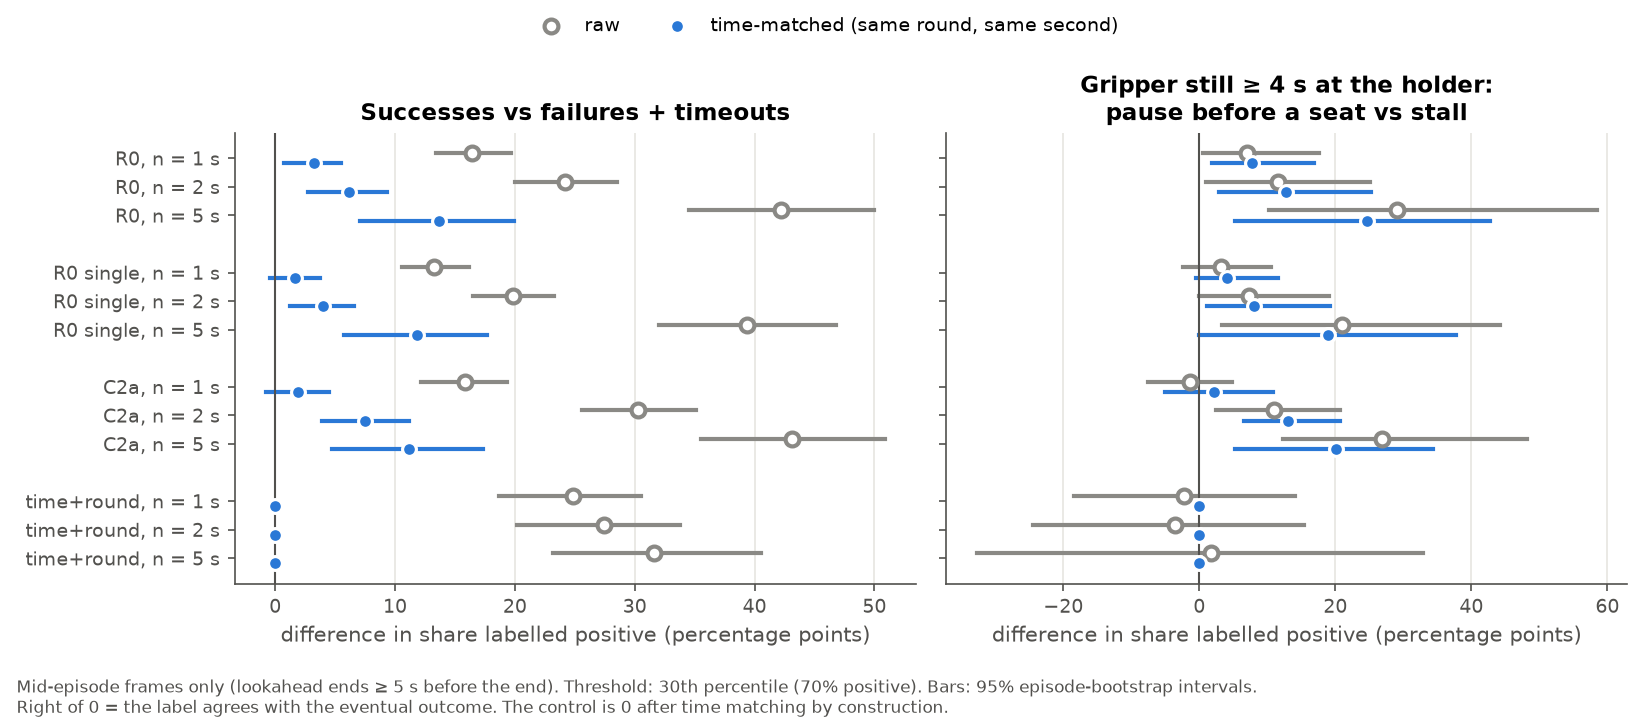 raw
time-matched (same round, same second)
Successes vs failures + timeouts
R0, n = 1 s
R0, n = 2 s
R0, n = 5 s
R0 single, n = 1 s
R0 single, n = 2 s
R0 single, n = 5 s
C2a, n = 1 s
C2a, n = 2 s
C2a, n = 5 s
time+round, n = 1 s
time+round, n = 2 s
time+round, n = 5 s
0 10 20 30 40 50
difference in share labelled positive (percentage points)
Gripper still ≥ 4 s at the holder:
pause before a seat vs stall
−20 0 20 40 60
difference in share labelled positive (percentage points)
Mid-episode frames only (lookahead ends ≥ 5 s before the end). Threshold: 30th percentile (70% positive). Bars: 95% episode-bootstrap intervals.
Right of 0 = the label agrees with the eventual outcome. The control is 0 after time matching by construction.